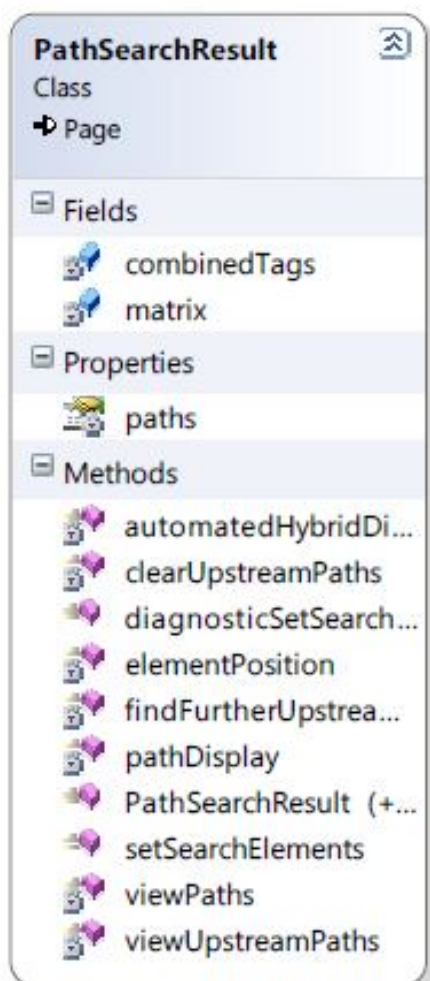 PathSearchResult
Class
Page
Fields
combinedTags
matrix
Properties
paths
Methods
automatedHybridDi...
clearUpstreamPaths
diagnosticSetSearch...
elementPosition
findFurtherUpstrea...
pathDisplay
PathSearchResult (+...
setSearchElements
viewPaths
viewUpstreamPaths